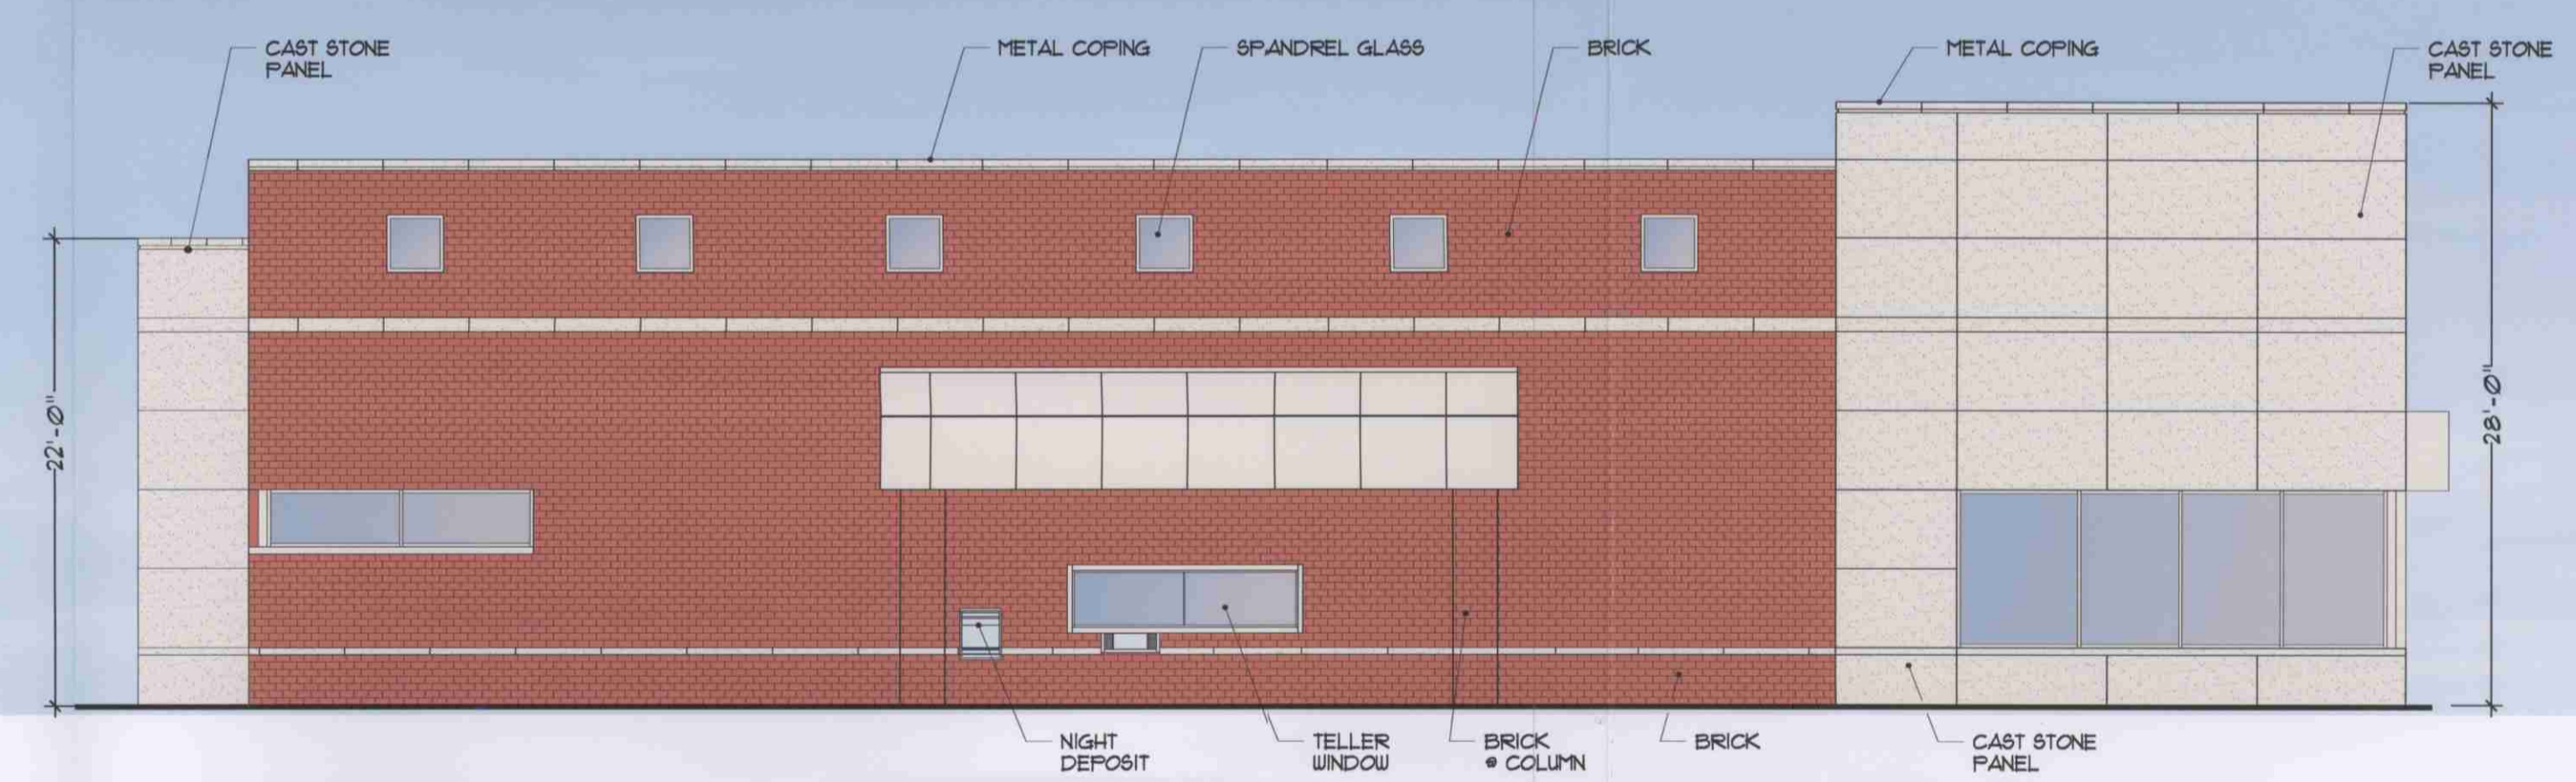 CAST STONE
PANEL
METAL COPING
SPANDREL GLASS
BRICK
METAL COPING
CAST STONE
PANEL
22'-0"
28'-0"
NIGHT
DEPOSIT
TELLER
WINDOW
BRICK
@ COLUMN
BRICK
CAST STONE
PANEL